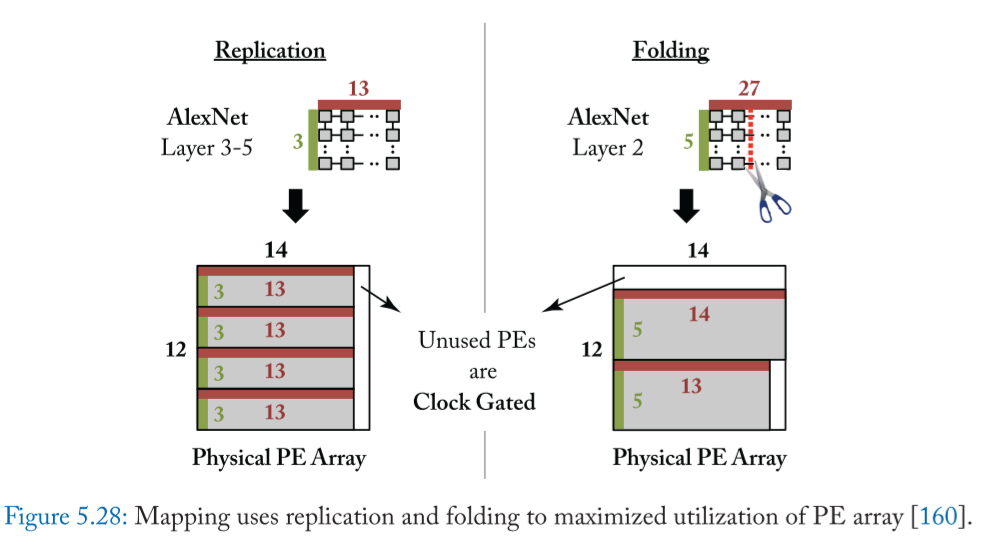 Replication
AlexNet
Layer 3-5
13
3
14
12
3 13
3 13
3 13
3 13
Physical PE Array
Unused PEs
are
Clock Gated
Folding
AlexNet
Layer 2
27
5
14
12
14
5
13
5
Physical PE Array
Figure 5.28: Mapping uses replication and folding to maximized utilization of PE array [160].